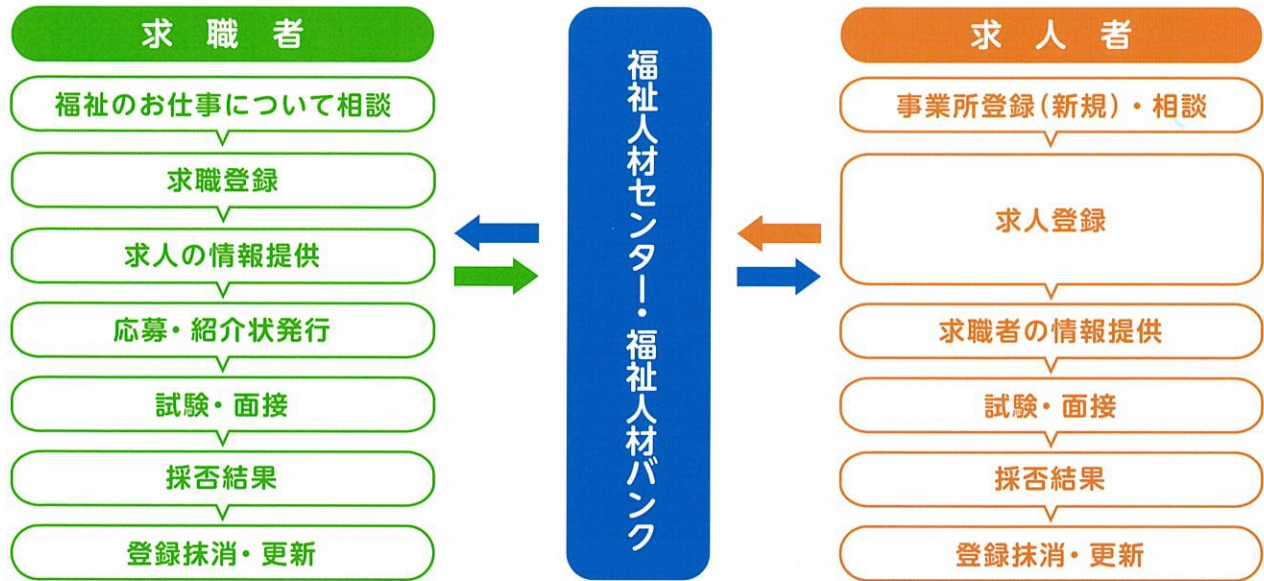 求職者
福祉のお仕事について相談
求職登録
求人の情報提供
応募・紹介状発行
試験・面接
採否結果
登録抹消・更新
福祉人材センター・福祉人材バンク
求人者
事業所登録(新規)・相談
求人登録
求職者の情報提供
試験・面接
採否結果
登録抹消・更新